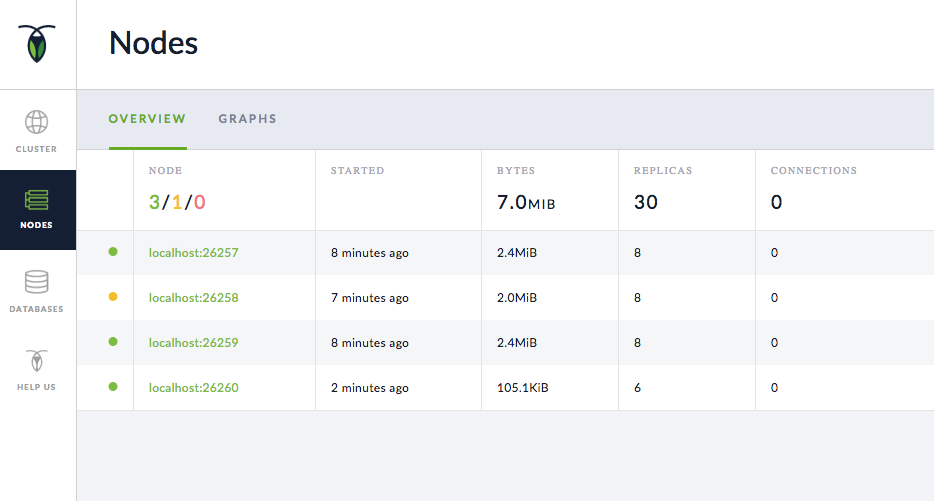 Nodes
OVERVIEW GRAPHS
CLUSTER
NODES
DATABASES
HELP US
NODE STARTED BYTES REPLICAS CONNECTIONS
3/1/0 7.0MIB 30 0
localhost:26257 8 minutes ago 2.4MiB 8 0
localhost:26258 7 minutes ago 2.0MiB 8 0
localhost:26259 8 minutes ago 2.4MiB 8 0
localhost:26260 2 minutes ago 105.1KiB 6 0